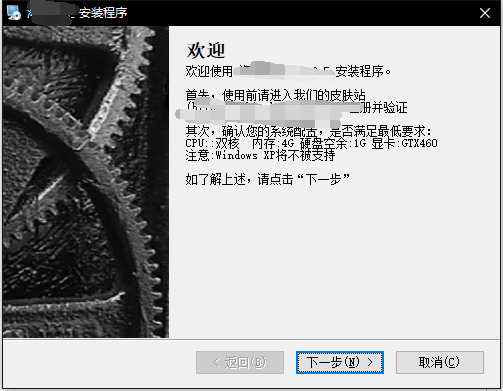 安装程序
欢迎
欢迎使用 安装程序。
首先，使用前请进入我们的皮肤站
册并验证
其次，确认您的系统配置，是否满足最低要求：
CPU::双核 内存:4G 硬盘空余:1G 显卡:GTX460
注意:Windows XP将不被支持
如了解上述，请点击“下一步”
< 返回(B)
下一步(N) >
取消(C)